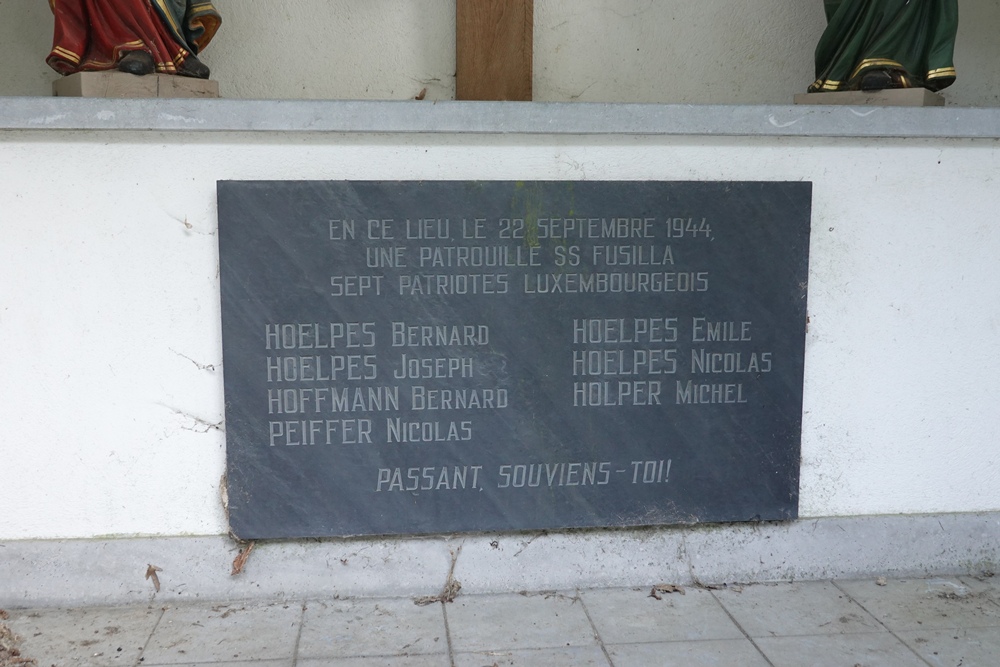 EN CE LIEU, LE 22 SEPTEMBRE 1944,
UNE PATROUILLE SS FUSILLA
SEPT PATRIOTES LUXEMBOURGEOIS
HOELPES BERNARD
HOELPES JOSEPH
HOFFMANN BERNARD
PEIFFER NICOLAS
HOELPES EMILE
HOELPES NICOLAS
HOLPER MICHEL
PASSANT, SOUVIENS-TOI!